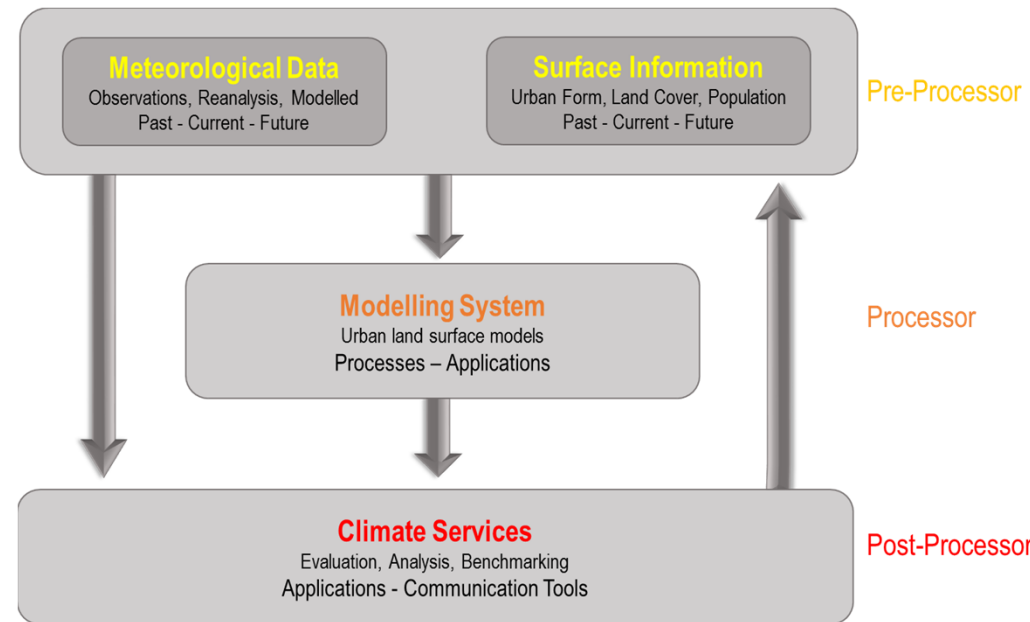 Meteorological Data
Observations, Reanalysis, Modelled
Past - Current - Future
Surface Information
Urban Form, Land Cover, Population
Past - Current - Future
Pre-Processor
Modelling System
Urban land surface models
Processes – Applications
Processor
Climate Services
Evaluation, Analysis, Benchmarking
Applications - Communication Tools
Post-Processor